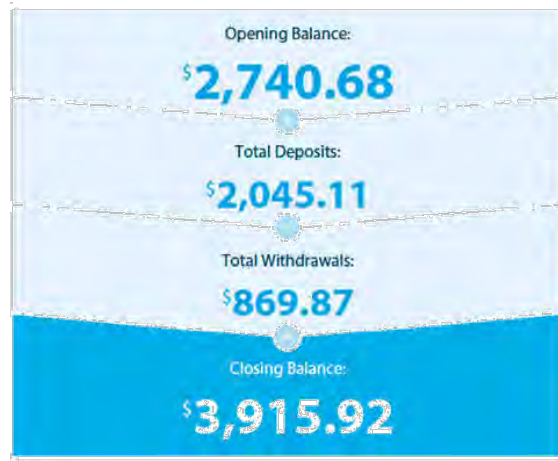 Opening Balance:
$2,740.68
Total Deposits:
$2,045.11
Total Withdrawals:
$869.87
Closing Balance:
$3,915.92